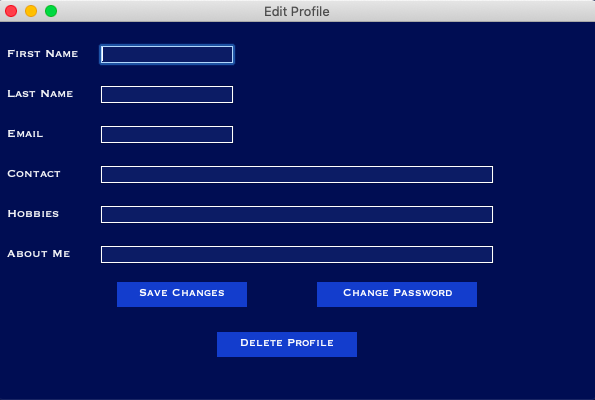 Edit Profile
First Name
Last Name
Email
Contact
Hobbies
About Me
Save Changes
Change Password
Delete Profile